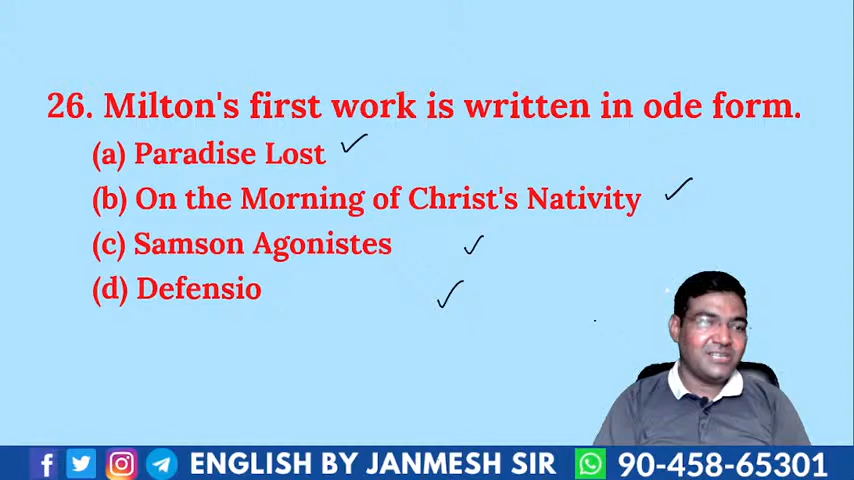 26. Milton's first work is written in ode form.
(a) Paradise Lost
(b) On the Morning of Christ's Nativity
(c) Samson Agonistes
(d) Defensio
ENGLISH BY JANMESH SIR 90-458-65301